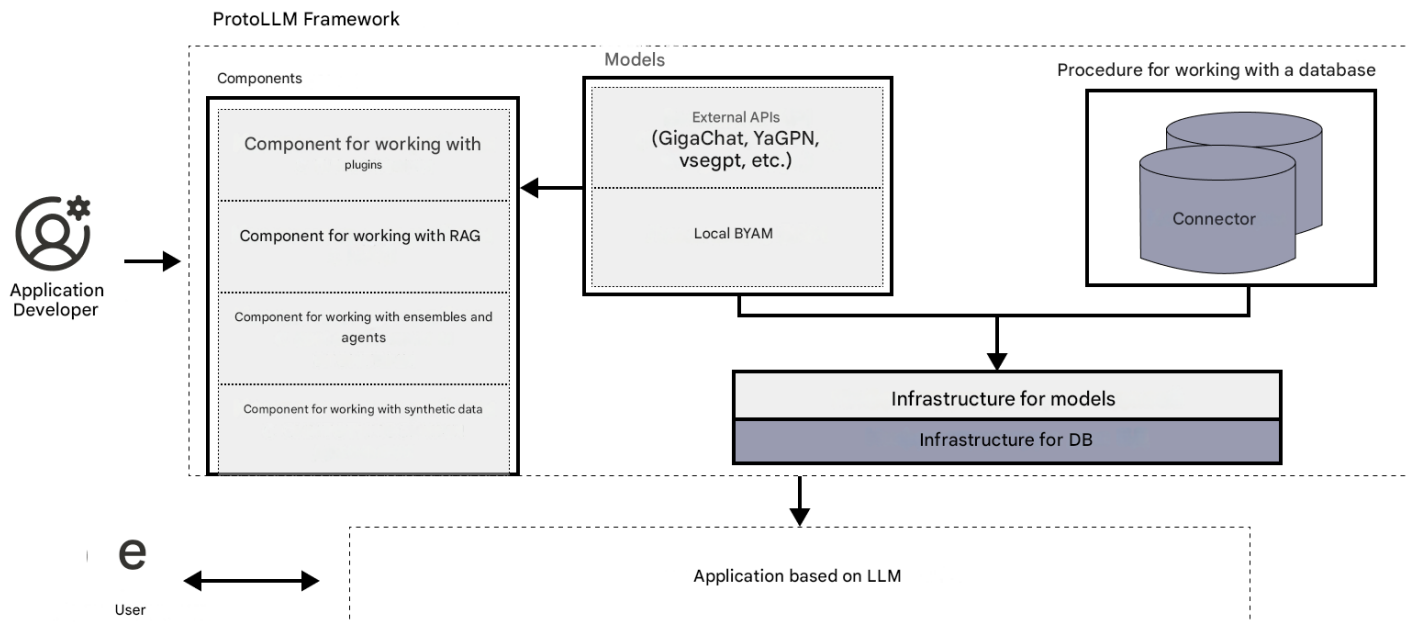 ProtoLLM Framework
Models
Components
Procedure for working with a database
External APIs
(GigaChat, YaGPN,
vsegpt, etc.)
Local BYAM
Component for working with
plugins
Component for working with RAG
Component for working with ensembles and
agents
Component for working with synthetic data
Connector
Application
Developer
Infrastructure for models
Infrastructure for DB
e
User
Application based on LLM